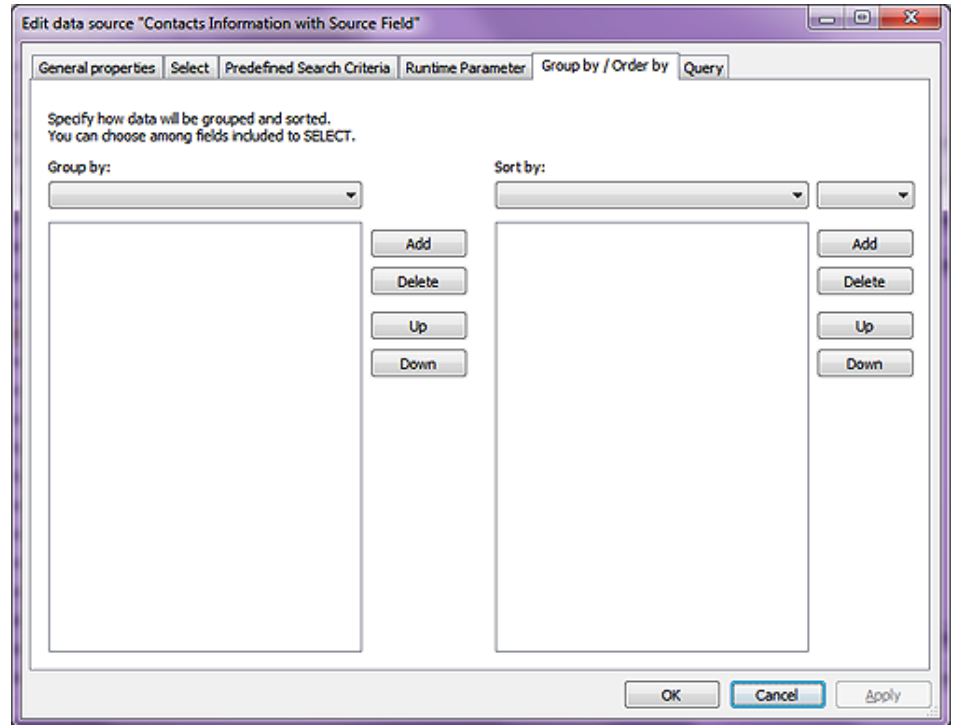 Edit data source "Contacts Information with Source Field"
General properties Select Predefined Search Criteria Runtime Parameter Group by / Order by Query
Specify how data will be grouped and sorted.
You can choose among fields included to SELECT.
Group by: Sort by:
Add Add
Delete Delete
Up Up
Down Down
OK Cancel Apply